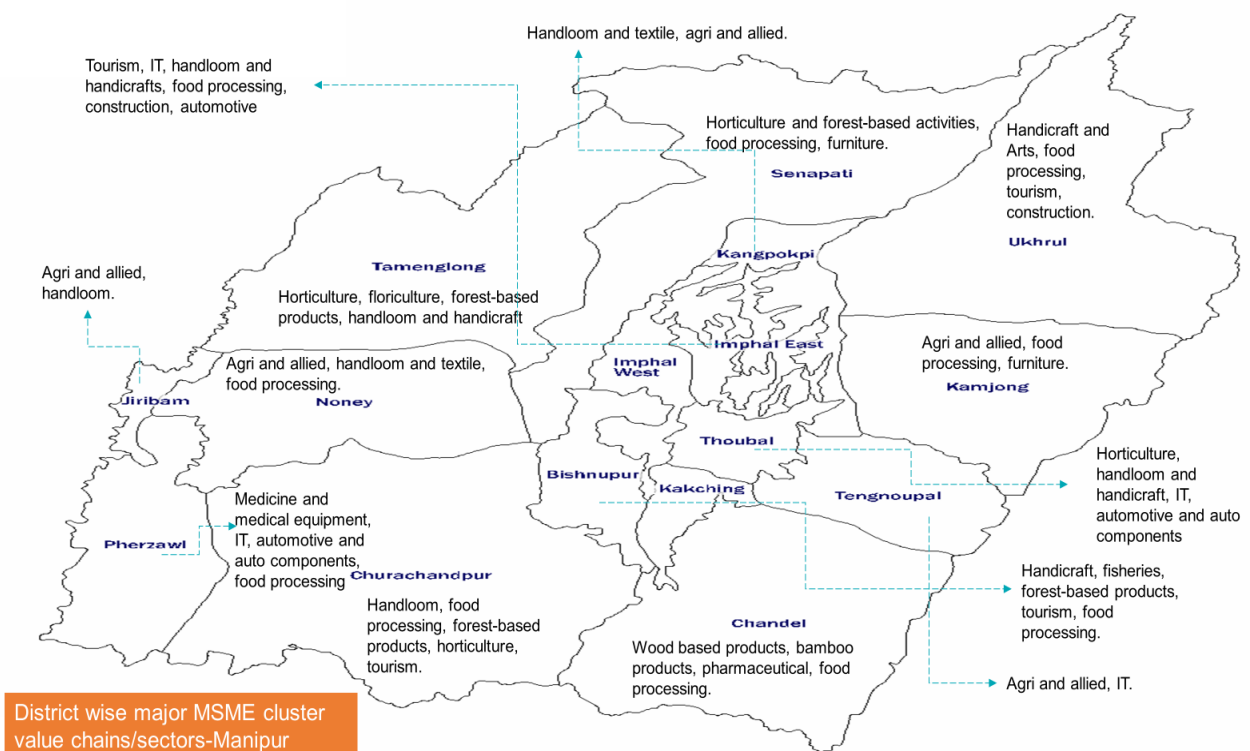 Handloom and textile, agri and allied.
Tourism, IT, handloom and
handicrafts, food processing,
construction, automotive
Horticulture and forest-based activities,
food processing, furniture.
Senapati
Handicraft and
Arts, food
processing,
tourism,
construction.
Ukhrul
Kangpokpi
Tamenglong
Horticulture, floriculture, forest-based
products, handloom and handicraft
Agri and allied,
handloom.
Imphal East
Imphal
West
Agri and allied, food
processing, furniture.
Kamjong
Agri and allied, handloom and textile,
food processing.
Jiribam
Noney
Thoubal
Horticulture,
handloom and
handicraft, IT,
automotive and auto
components
Bishnupur
Kakching
Tengnoupal
Medicine and
medical equipment,
IT, automotive and
auto components,
food processing
Pherzawl
Churachandpur
Handloom, food
processing, forest-based
products, horticulture,
tourism.
Handicraft, fisheries,
forest-based products,
tourism, food
processing.
Chandel
Wood based products, bamboo
products, pharmaceutical, food
processing.
Agri and allied, IT.
District wise major MSME cluster
value chains/sectors-Manipur